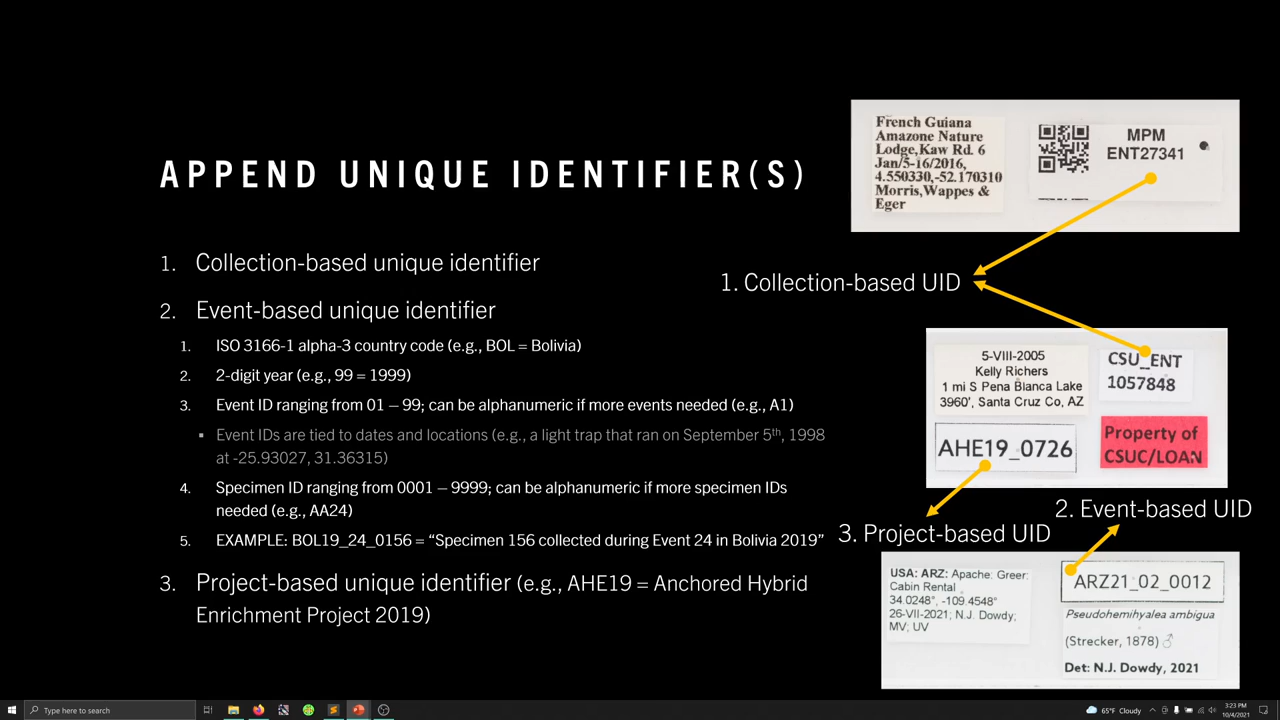 APPEND UNIQUE IDENTIFIER(S)
1. Collection-based unique identifier
2. Event-based unique identifier
1. ISO 3166-1 alpha-3 country code (e.g., BOL = Bolivia)
2. 2-digit year (e.g., 99 = 1999)
3. Event ID ranging from 01 – 99; can be alphanumeric if more events needed (e.g., A1)
▪ Event IDs are tied to dates and locations (e.g., a light trap that ran on September 5th, 1998
at -25.93027, 31.36315)
4. Specimen ID ranging from 0001 – 9999; can be alphanumeric if more specimen IDs
needed (e.g., AA24)
5. EXAMPLE: BOL19_24_0156 = “Specimen 156 collected during Event 24 in Bolivia 2019”
3. Project-based unique identifier (e.g., AHE19 = Anchored Hybrid
Enrichment Project 2019)
French Guiana
Amazone Nature
Lodge,Kaw Rd. 6
Jan/5-16/2016,
4.550330,-52.170310
Morris,Wappes &
Eger
MPM
ENT27341
1. Collection-based UID
5-VIII-2005
Kelly Richers
1 mi S Pena Blanca Lake
3960', Santa Cruz Co, AZ
CSU_ENT
1057848
AHE19_0726
Property of
CSUC/LOAN
2. Event-based UID
3. Project-based UID
USA: ARZ: Apache: Greer:
Cabin Rental
34.0248°, -109.4548°
26-VII-2021; N.J. Dowdy;
MV; UV
ARZ21_02_0012
Pseudohemihyalea ambigua
(Strecker, 1878) ♂
Det: N.J. Dowdy, 2021
Type here to search
65°F Cloudy
3:23 PM
10/4/2021